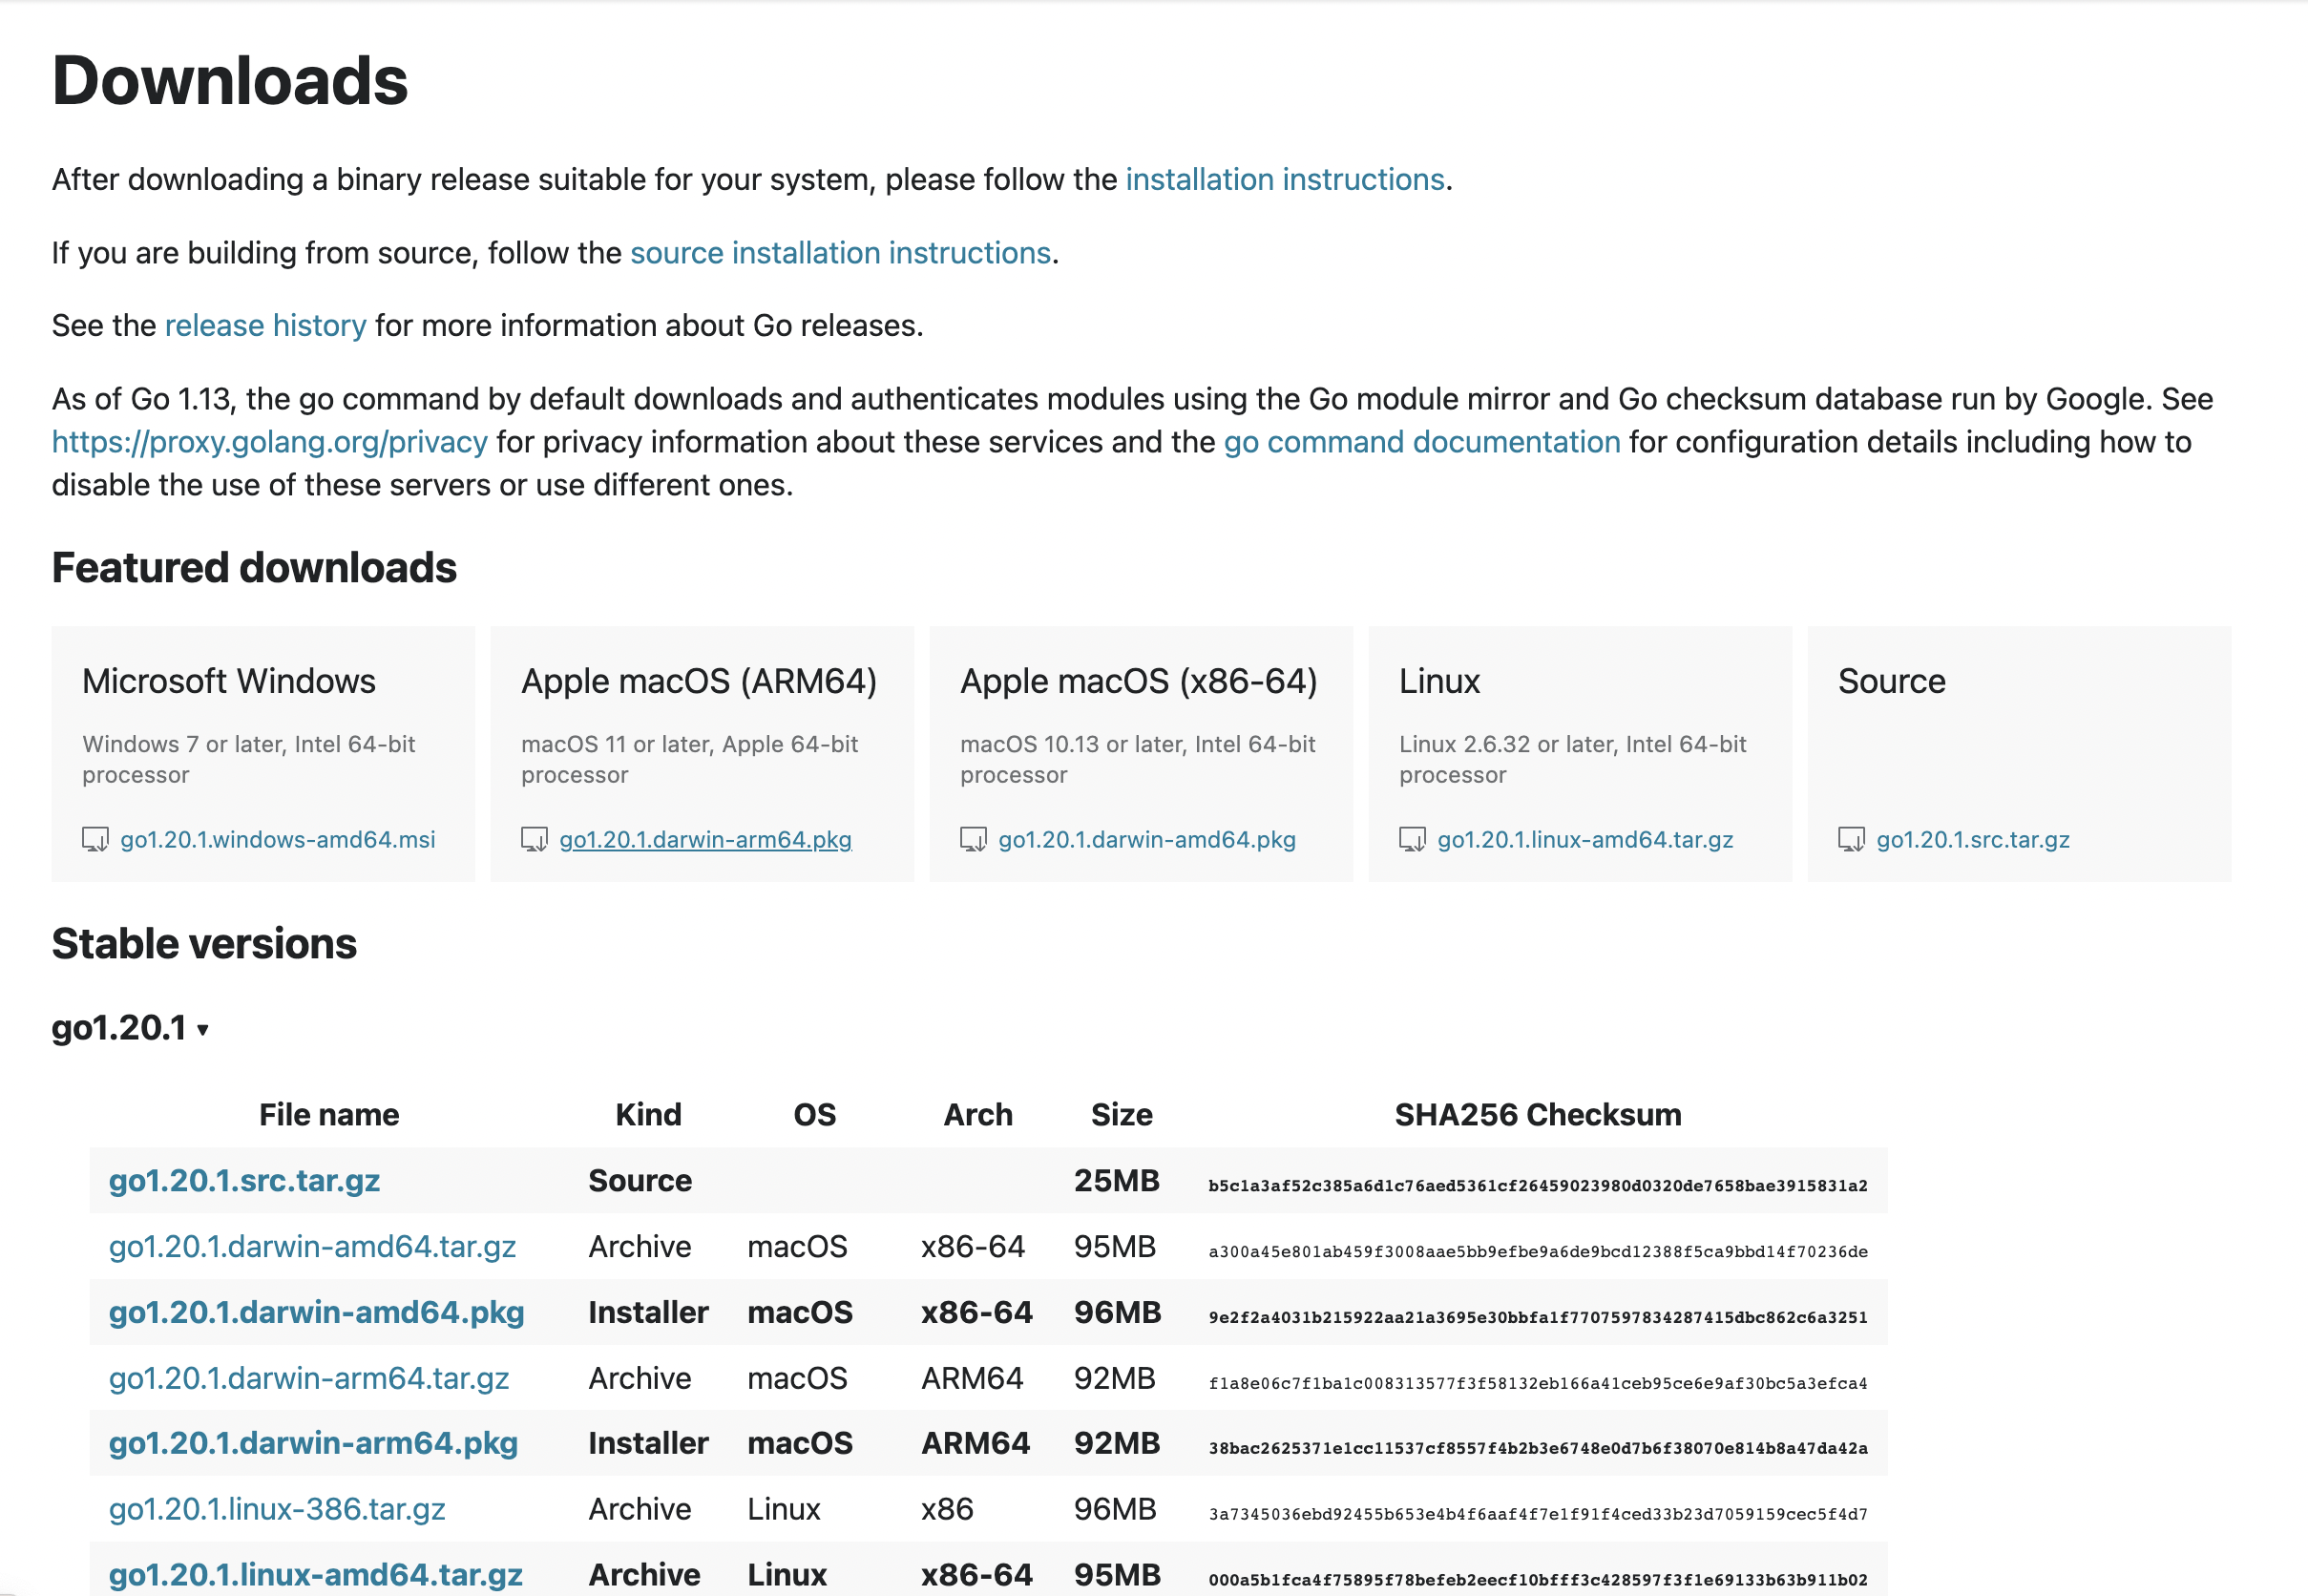 Downloads
After downloading a binary release suitable for your system, please follow the installation instructions.
If you are building from source, follow the source installation instructions.
See the release history for more information about Go releases.
As of Go 1.13, the go command by default downloads and authenticates modules using the Go module mirror and Go checksum database run by Google. See
https://proxy.golang.org/privacy for privacy information about these services and the go command documentation for configuration details including how to
disable the use of these servers or use different ones.
Featured downloads
Microsoft Windows
Windows 7 or later, Intel 64-bit
processor
go1.20.1.windows-amd64.msi
Apple macOS (ARM64)
macOS 11 or later, Apple 64-bit
processor
go1.20.1.darwin-arm64.pkg
Apple macOS (x86-64)
macOS 10.13 or later, Intel 64-bit
processor
go1.20.1.darwin-amd64.pkg
Linux
Linux 2.6.32 or later, Intel 64-bit
processor
go1.20.1.linux-amd64.tar.gz
Source
go1.20.1.src.tar.gz
Stable versions
go1.20.1 ▾
File name Kind OS Arch Size SHA256 Checksum
go1.20.1.src.tar.gz Source 25MB b5c1a3af52c385a6d1c76aed5361cf26459023980d0320de7658bae3915831a2
go1.20.1.darwin-amd64.tar.gz Archive macOS x86-64 95MB a300a45e801ab459f3008aae5bb9efbe9a6de9bcd12388f5ca9bbd14f70236de
go1.20.1.darwin-amd64.pkg Installer macOS x86-64 96MB 9e2f2a4031b215922aa21a3695e30bbfa1f7707597834287415dbc862c6a3251
go1.20.1.darwin-arm64.tar.gz Archive macOS ARM64 92MB f1a8e06c7f1ba1c008313577f3f58132eb166a41ceb95ce6e9af30bc5a3efca4
go1.20.1.darwin-arm64.pkg Installer macOS ARM64 92MB 38bac2625371e1cc11537cf8557f4b2b3e6748e0d7b6f38070e814b8a47da42a
go1.20.1.linux-386.tar.gz Archive Linux x86 96MB 3a7345036ebd92455b653e4b4f6aaf4f7e1f91f4ced33b23d7059159cec5f4d7
go1.20.1.linux-amd64.tar.gz Archive Linux x86-64 95MB 000a5b1fca4f75895f78befeb2eecf10bfff3c428597f3f1e69133b63b911b02